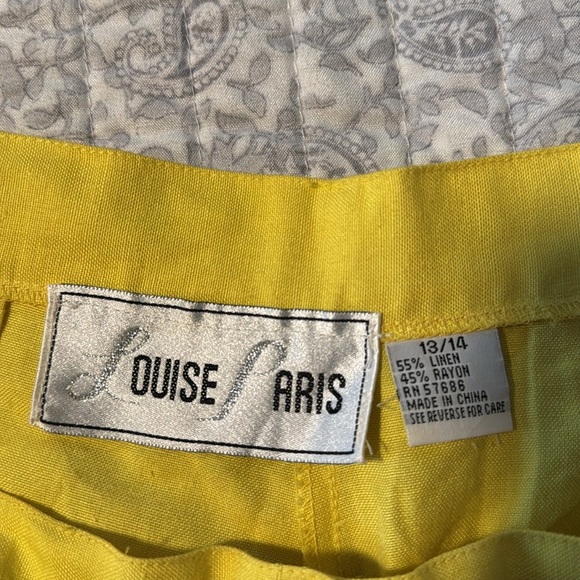 LOUISE PARIS
13/14
55% LINEN
45% RAYON
RN 57686
MADE IN CHINA
SEE REVERSE FOR CARE